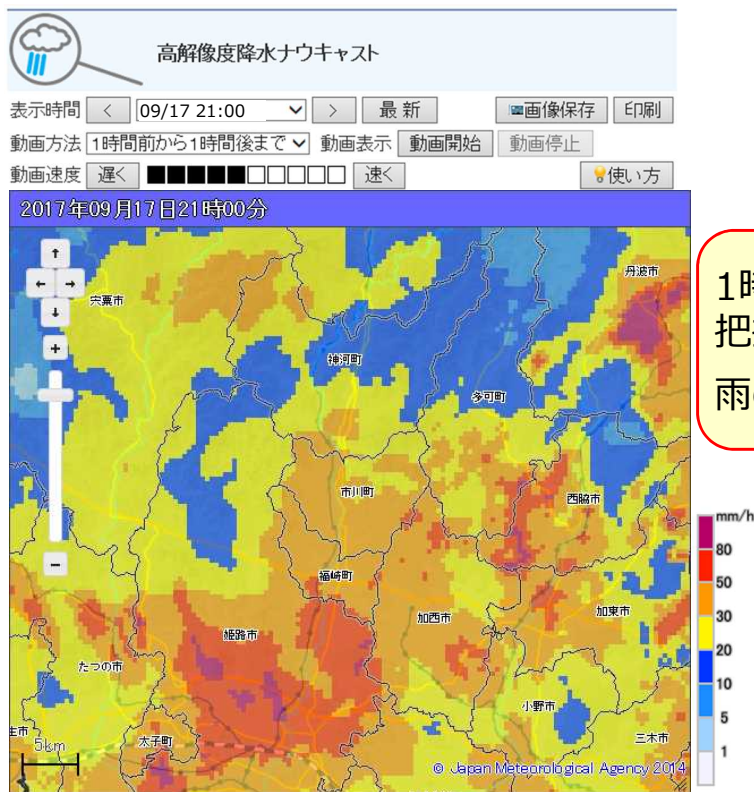 高解像度降水ナウキャスト
表示時間 < 09/17 21:00 > 最新 画像保存 印刷
動画方法 1時間前から1時間後まで 動画表示 動画開始 動画停止
動画速度 遅く 速く 使い方
2017年09月17日21時00分
丹波市
宍粟市
神河町
多可町
市川町
西脇市
福崎町
加西市
加東市
姫路市
たつの市
小野市
太子町
三木市
生市
5km
© Japan Meteorological Agency 2014
1時
把
雨
mm/h
80
50
30
20
10
5
1